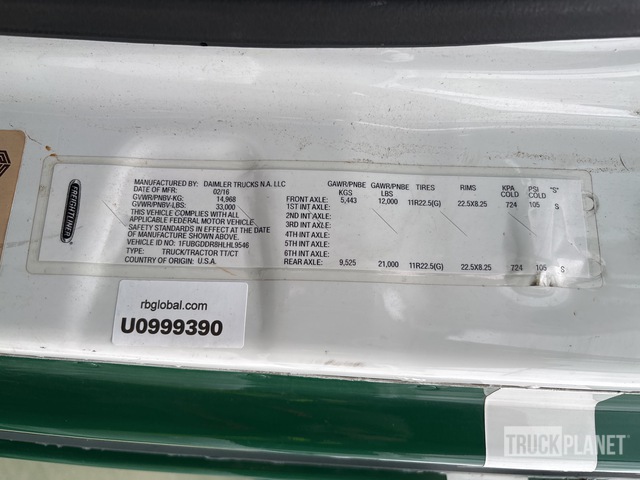 FREIGHTLINER
MANUFACTURED BY: DAIMLER TRUCKS N.A. LLC
DATE OF MFR: 02/16
GVWR/PNBV-KG: 14,968
GVWR/PNBV-LBS: 33,000
THIS VEHICLE COMPLIES WITH ALL
APPLICABLE FEDERAL MOTOR VEHICLE
SAFETY STANDARDS IN EFFECT AT THE DATE
OF MANUFACTURE SHOWN ABOVE
VEHICLE ID NO: 1FUBGDDR8HLHL9546
TYPE: TRUCK/TRACTOR TT/CT
COUNTRY OF ORIGIN: U.S.A.
GAWR/PNBE KGS GAWR/PNBE LBS TIRES RIMS KPA COLD PSI COLD "S"
FRONT AXLE: 5,443 12,000 11R22.5(G) 22.5X8.25 724 105 S
1ST INT AXLE:
2ND INT AXLE:
3RD INT AXLE:
4TH INT AXLE:
5TH INT AXLE:
6TH INT AXLE:
REAR AXLE: 9,525 21,000 11R22.5(G) 22.5X8.25 724 105 S
rbglobal.com
U0999390
TRUCKPLANET